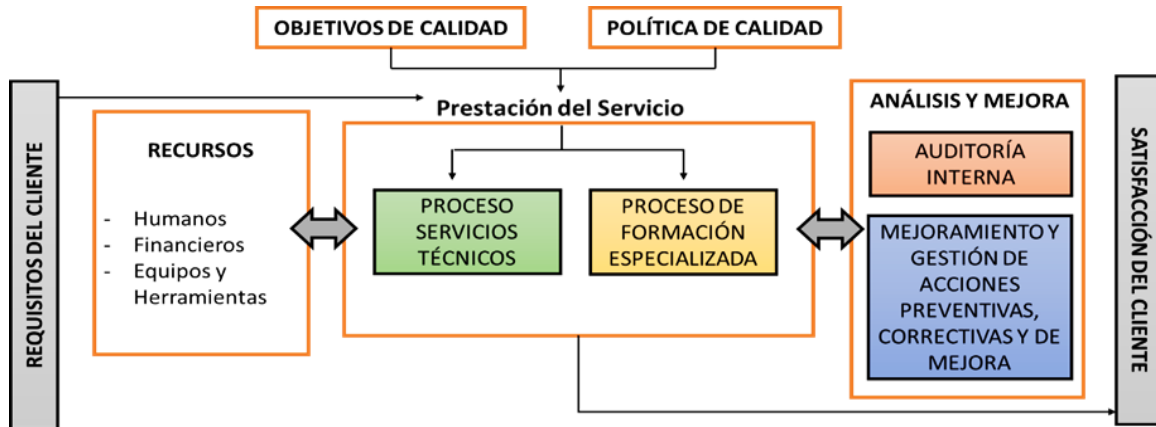 OBJETIVOS DE CALIDAD
POLÍTICA DE CALIDAD
REQUISITOS DEL CLIENTE
Prestación del Servicio
RECURSOS
- Humanos
- Financieros
- Equipos y
Herramientas
PROCESO
SERVICIOS
TÉCNICOS
PROCESO DE
FORMACIÓN
ESPECIALIZADA
ANÁLISIS Y MEJORA
AUDITORÍA
INTERNA
MEJORAMIENTO Y
GESTIÓN DE
ACCIONES
PREVENTIVAS,
CORRECTIVAS Y DE
MEJORA
SATISFACCIÓN DEL CLIENTE